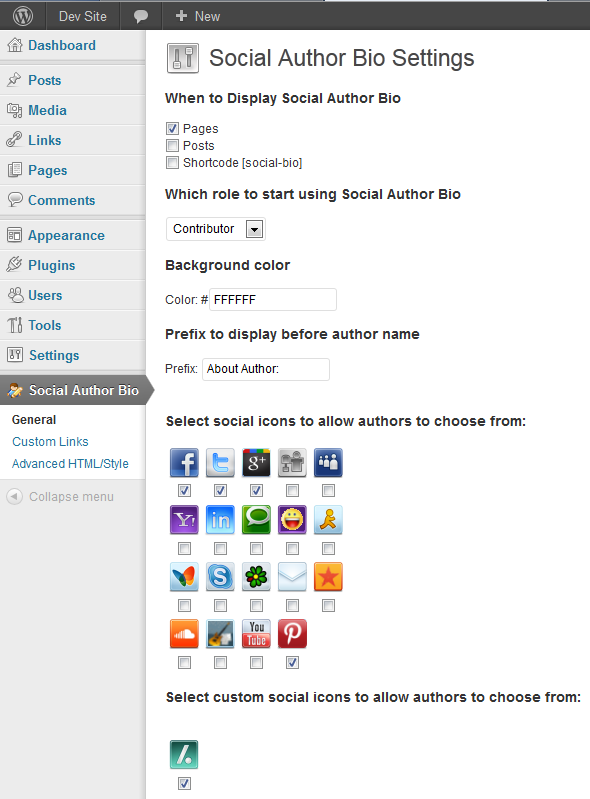 Dev Site
New
Dashboard
Posts
Media
Links
Pages
Comments
Appearance
Plugins
Users
Tools
Settings
Social Author Bio
General
Custom Links
Advanced HTML/Style
Collapse menu
Social Author Bio Settings
When to Display Social Author Bio
Pages
Posts
Shortcode [social-bio]
Which role to start using Social Author Bio
Contributor
Background color
Color: # FFFFFF
Prefix to display before author name
Prefix: About Author:
Select social icons to allow authors to choose from:
f t g+
Y! in
S
You Tube
Select custom social icons to allow authors to choose from:
/.